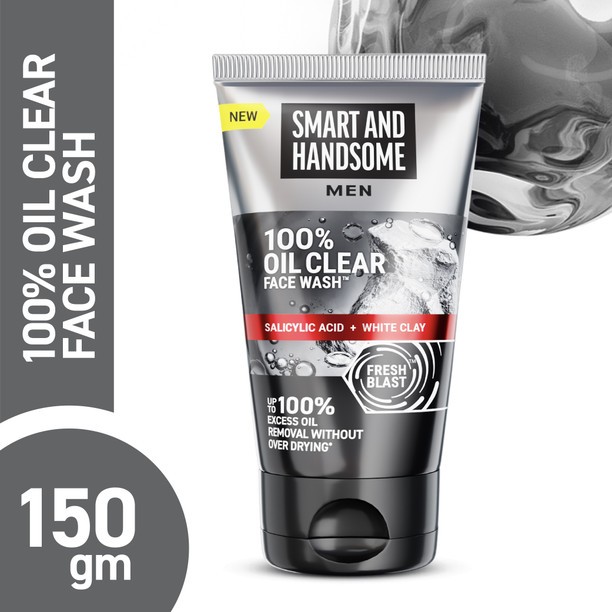 100% OIL CLEAR
FACE WASH
150
gm
NEW
SMART AND
HANDSOME
MEN
100%
OIL CLEAR
FACE WASH™
SALICYLIC ACID + WHITE CLAY
FRESH
BLAST™
UP TO 100%
EXCESS OIL
REMOVAL WITHOUT
OVER DRYING*